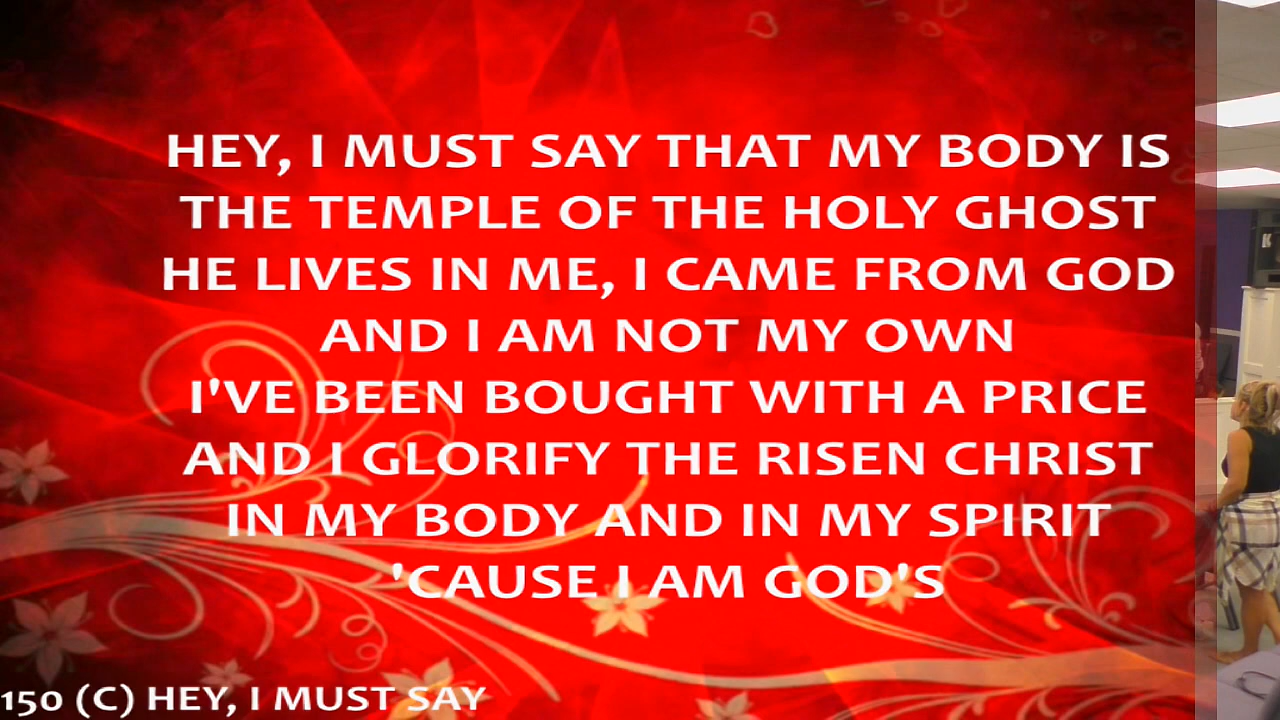 HEY, I MUST SAY THAT MY BODY IS
THE TEMPLE OF THE HOLY GHOST
HE LIVES IN ME, I CAME FROM GOD
AND I AM NOT MY OWN
I'VE BEEN BOUGHT WITH A PRICE
AND I GLORIFY THE RISEN CHRIST
IN MY BODY AND IN MY SPIRIT
'CAUSE I AM GOD'S
150 (C) HEY, I MUST SAY